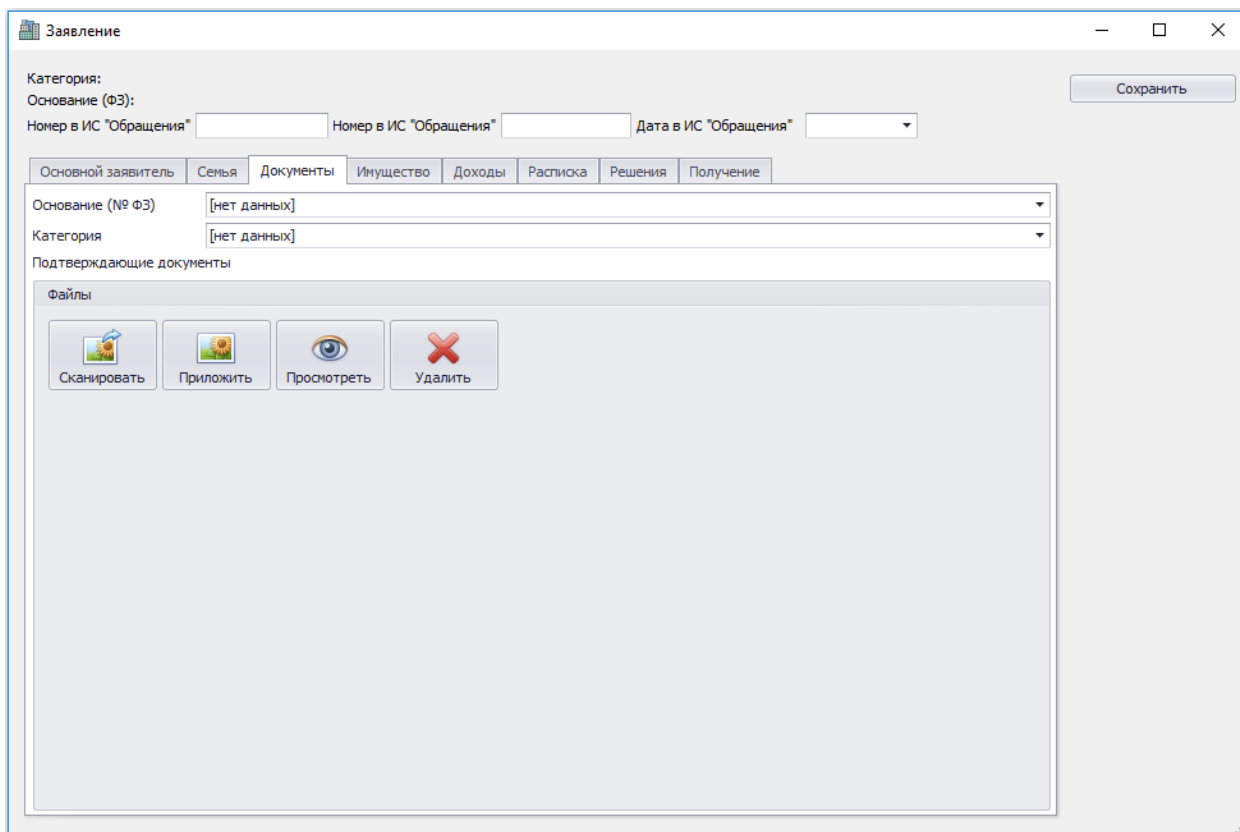 Заявление
Категория:
Сохранить
Основание (ФЗ):
Номер в ИС "Обращения" Номер в ИС "Обращения" Дата в ИС "Обращения"
Основной заявитель Семья Документы Имущество Доходы Расписка Решения Получение
Основание (№ ФЗ) [нет данных]
Категория [нет данных]
Подтверждающие документы
Файлы
Сканировать Приложить Просмотреть Удалить